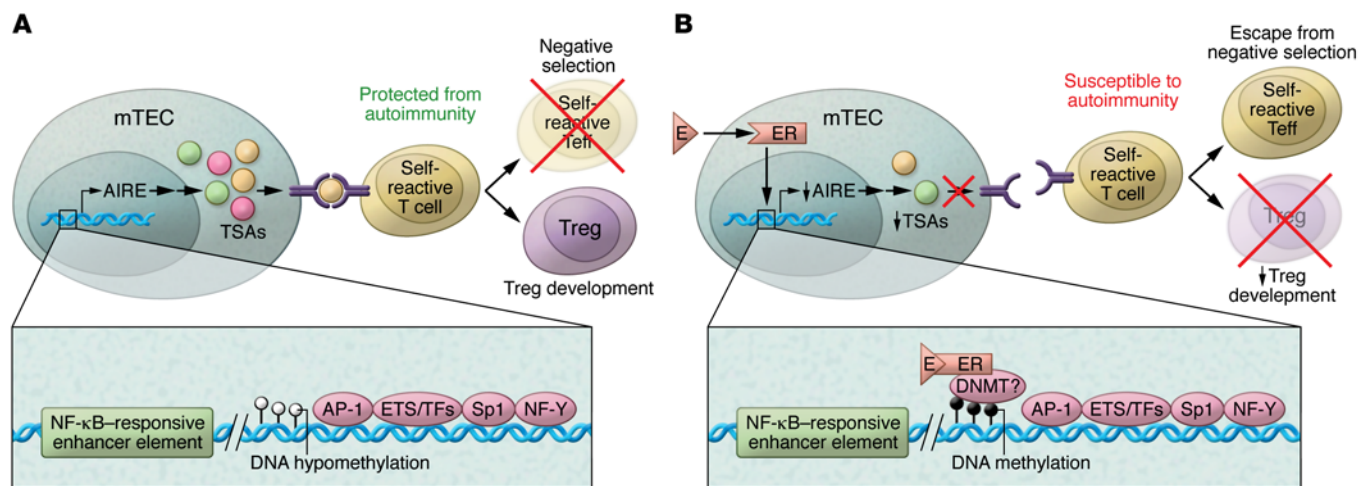 A
Negative
selection
Protected from
autoimmunity
mTEC
Self-
reactive
Teff
AIRE
TSAs
Self-
reactive
T cell
Treg
Treg development
NF-κB–responsive
enhancer element
AP-1
ETS/TFs
Sp1
NF-Y
DNA hypomethylation
B
Escape from
negative selection
Susceptible to
autoimmunity
mTEC
E
ER
Self-
reactive
Teff
AIRE
TSAs
Self-
reactive
T cell
Treg
Treg
develepment
E
ER
DNMT?
NF-κB–responsive
enhancer element
AP-1
ETS/TFs
Sp1
NF-Y
DNA methylation